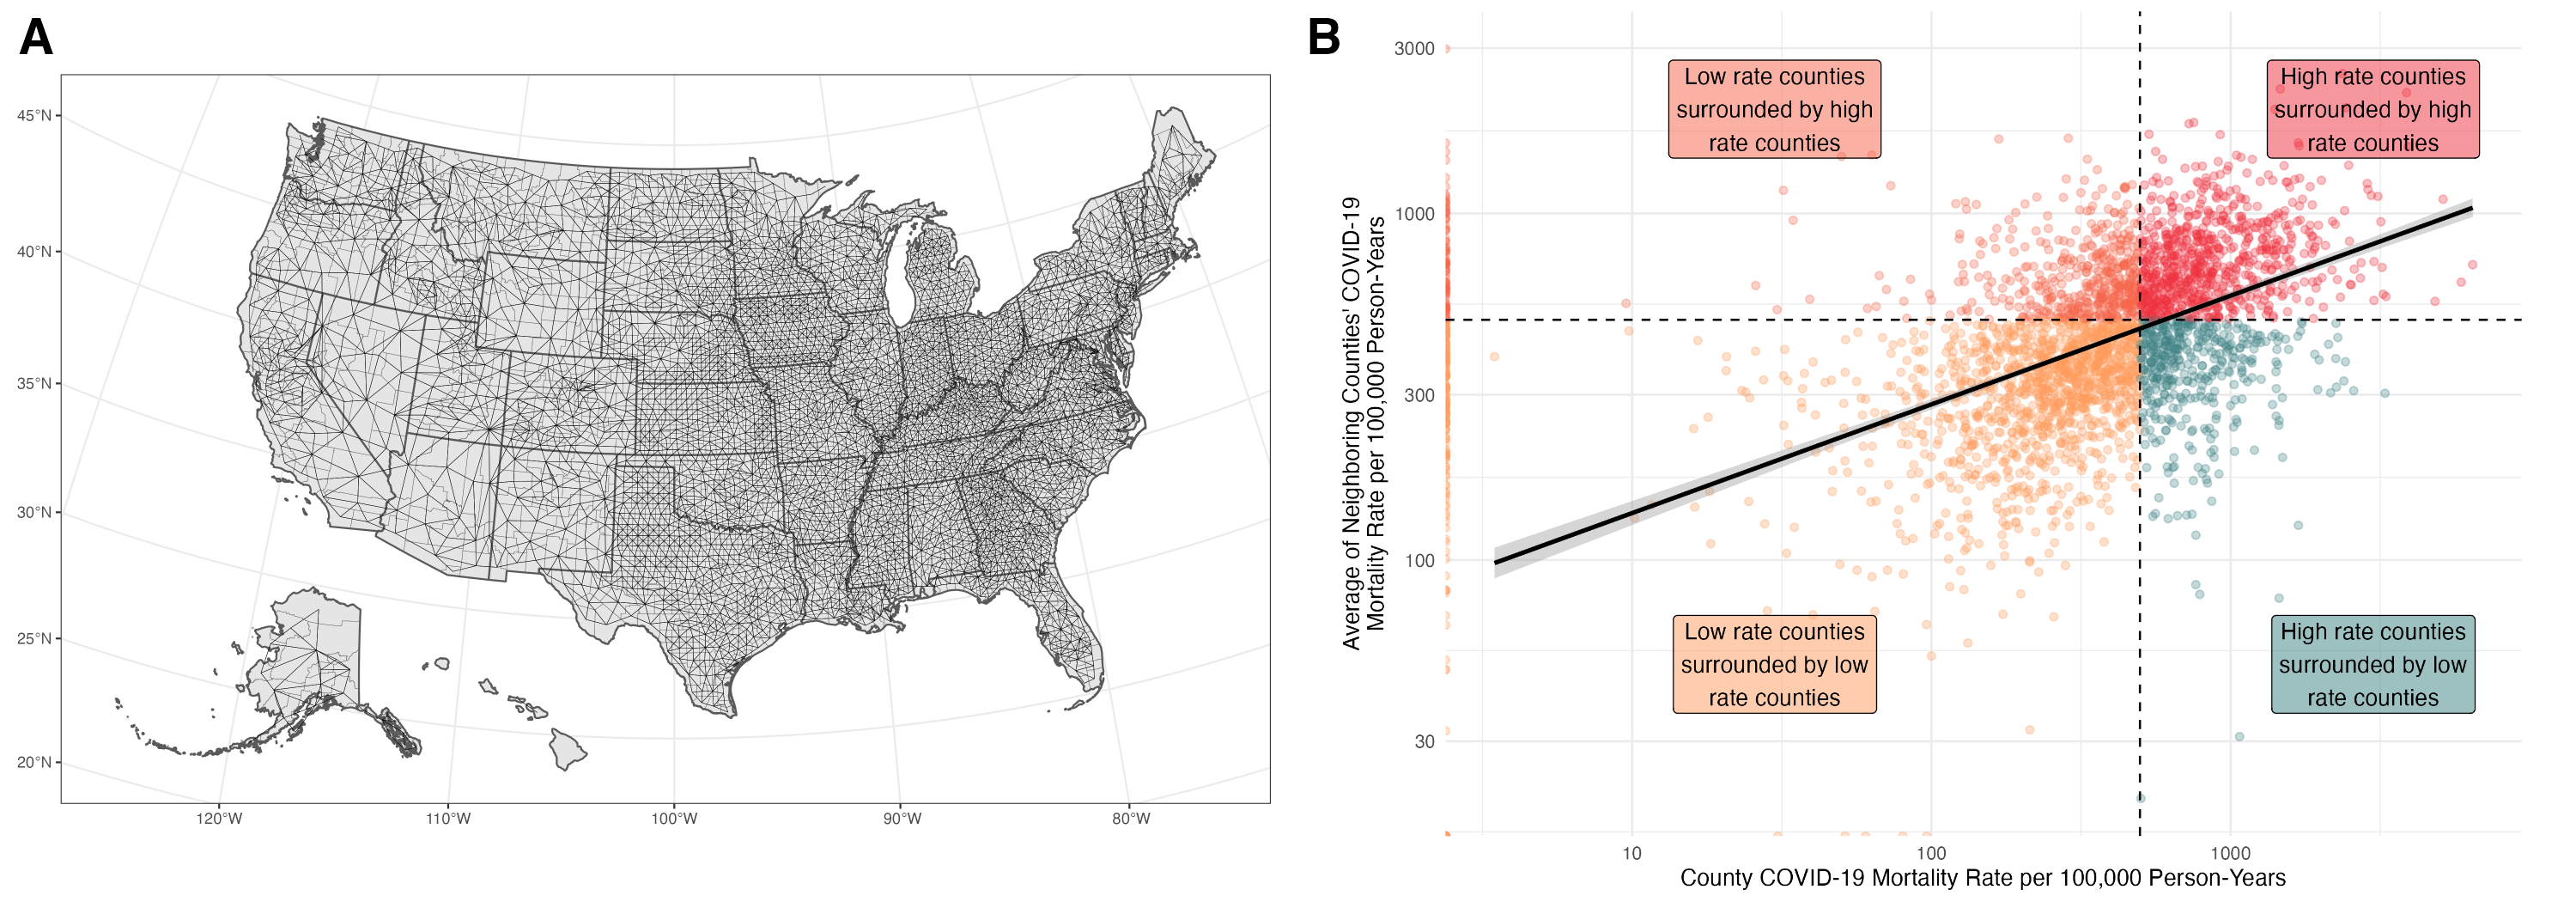 A
45°N
40°N
35°N
30°N
25°N
20°N
120°W
110°W
100°W
90°W
80°W
B
Average of Neighboring Counties' COVID-19
Mortality Rate per 100,000 Person-Years
3000
1000
300
100
30
Low rate counties
surrounded by high
rate counties
High rate counties
surrounded by high
rate counties
Low rate counties
surrounded by low
rate counties
High rate counties
surrounded by low
rate counties
10
100
1000
County COVID-19 Mortality Rate per 100,000 Person-Years